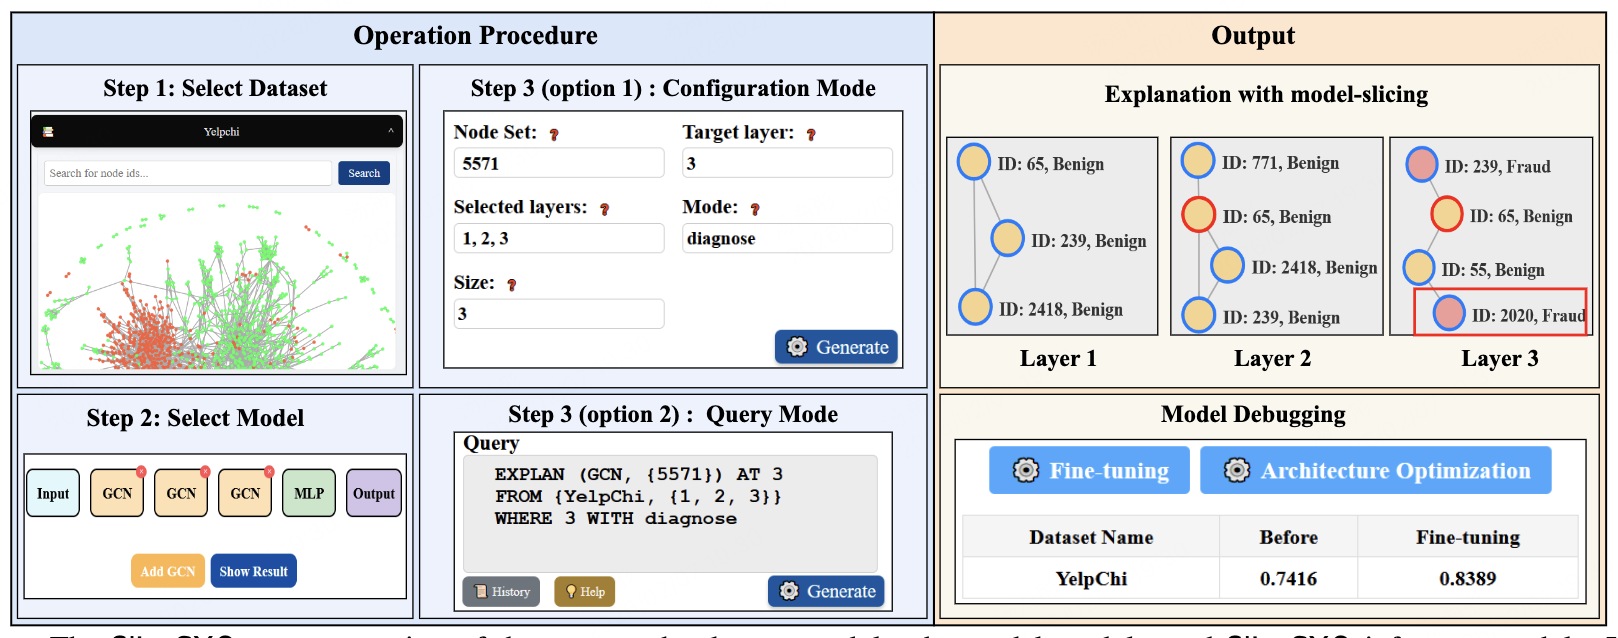 Operation Procedure
Step 1: Select Dataset
Yelpchi
^
Search for node ids...
Search
Step 2: Select Model
Input
GCN
x
GCN
x
GCN
x
MLP
Output
Add GCN
Show Result
Step 3 (option 1) : Configuration Mode
Node Set: ?
5571
Target layer: ?
3
Selected layers: ?
1, 2, 3
Mode: ?
diagnose
Size: ?
3
Generate
Step 3 (option 2) : Query Mode
Query
EXPLAN (GCN, {5571}) AT 3
FROM {YelpChi, {1, 2, 3}}
WHERE 3 WITH diagnose
History
Help
Generate
Output
Explanation with model-slicing
ID: 65, Benign
ID: 239, Benign
ID: 2418, Benign
Layer 1
ID: 771, Benign
ID: 65, Benign
ID: 2418, Benign
ID: 239, Benign
Layer 2
ID: 239, Fraud
ID: 65, Benign
ID: 55, Benign
ID: 2020, Fraud
Layer 3
Model Debugging
Fine-tuning
Architecture Optimization
Dataset Name Before Fine-tuning
YelpChi 0.7416 0.8389